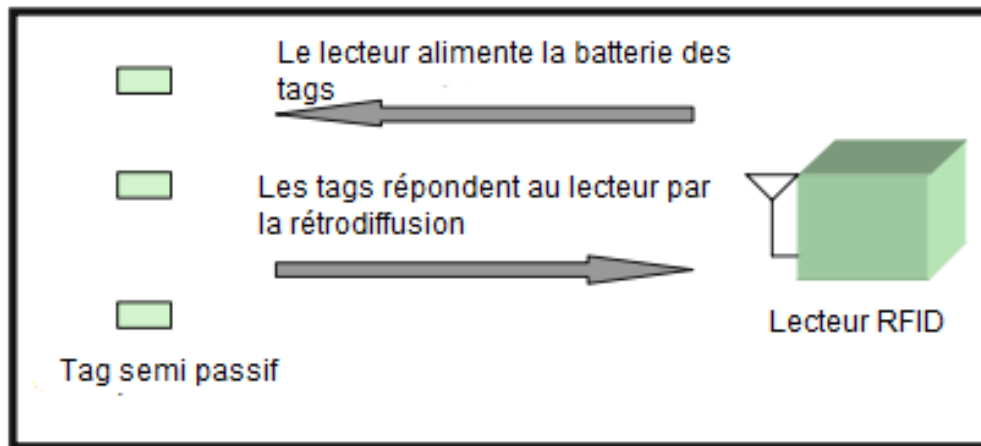 Le lecteur alimente la batterie des
tags
Les tags répondent au lecteur par
la rétrodiffusion
Lecteur RFID
Tag semi passif